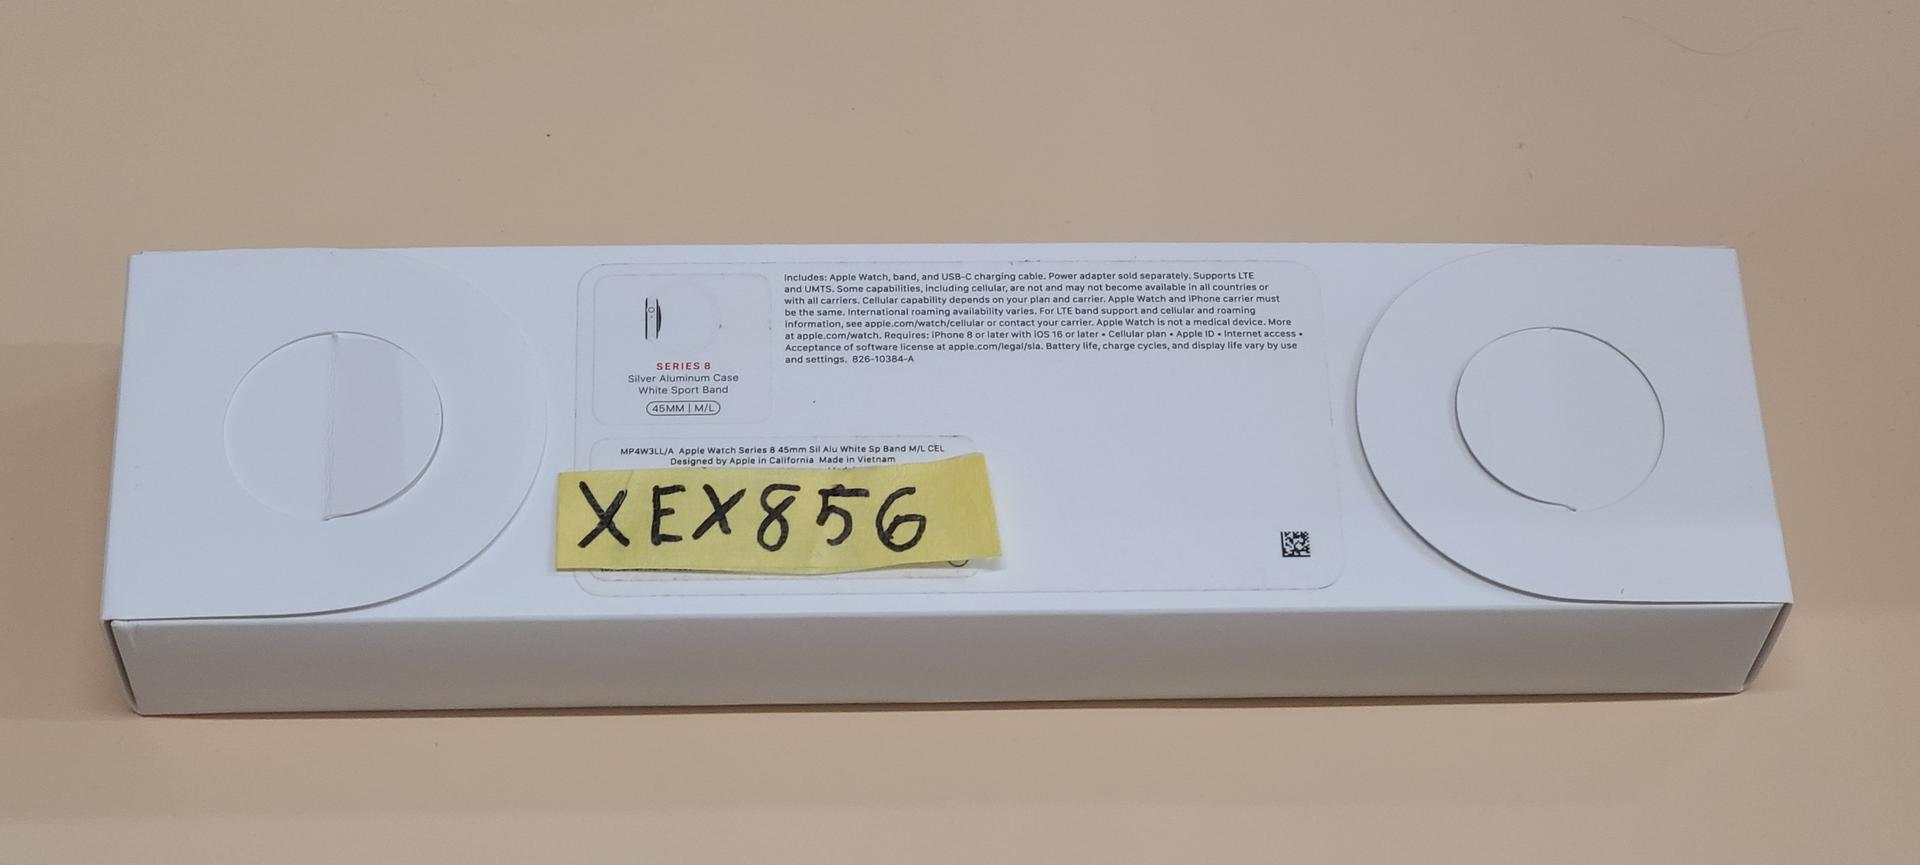 SERIES 8
Silver Aluminum Case
White Sport Band
45MM | M/L
Includes: Apple Watch, band, and USB-C charging cable. Power adapter sold separately. Supports LTE
and UMTS. Some capabilities, including cellular, are not and may not become available in all countries or
with all carriers. Cellular capability depends on your plan and carrier. Apple Watch and iPhone carrier must
be the same. International roaming availability varies. For LTE band support and cellular and roaming
information, see apple.com/watch/cellular or contact your carrier. Apple Watch is not a medical device. More
at apple.com/watch. Requires: iPhone 8 or later with iOS 16 or later • Cellular plan • Apple ID • Internet access •
Acceptance of software license at apple.com/legal/sla. Battery life, charge cycles, and display life vary by use
and settings. 826-10384-A
MP4W3LL/A Apple Watch Series 8 45mm Sil Alu White Sp Band M/L CEL
Designed by Apple in California Made in Vietnam
XEX856